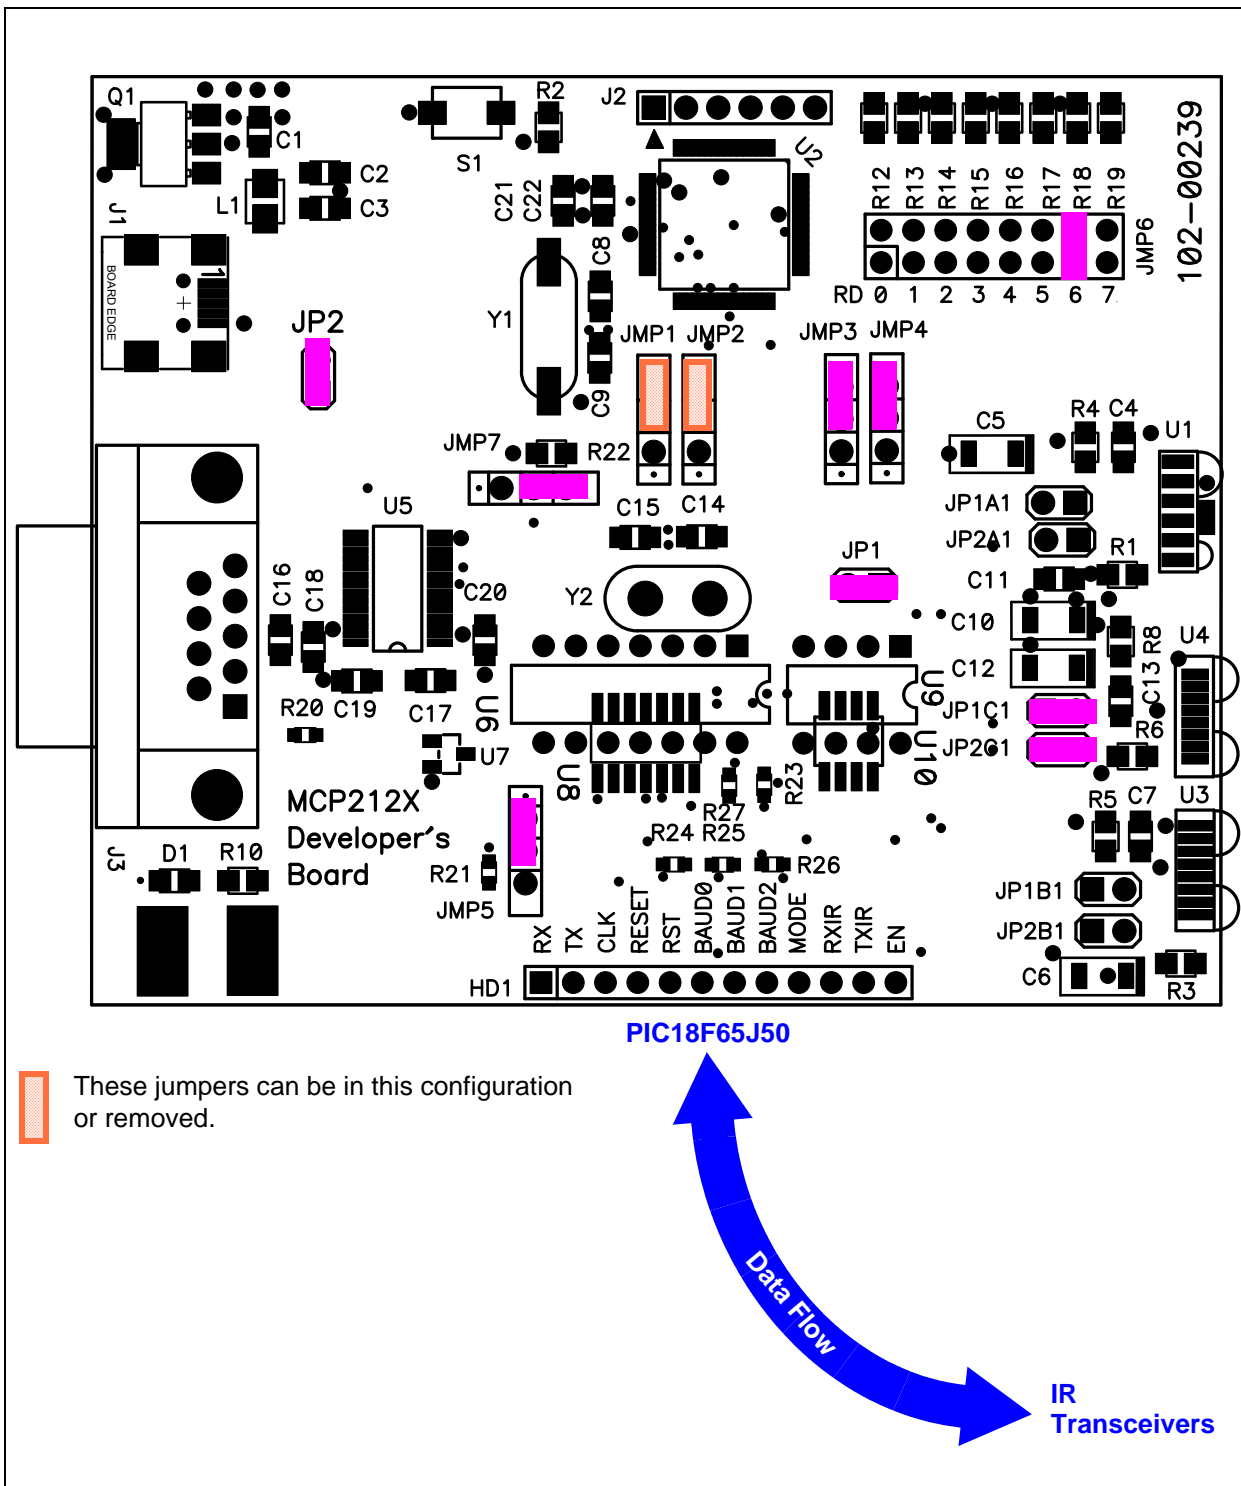 Q1
C1
C2
C3
L1
J1
1
BOARD EDGE
S1
R2
J2
U2
C21
C22
C8
C9
Y1
R12
R13
R14
R15
R16
R17
R18
R19
JMP6
RD 0 1 2 3 4 5 6 7
102-00239
JP2
JMP1
JMP2
JMP3
JMP4
JMP7
R22
C15
C14
C5
R4
C4
U1
JP1A1
JP2A1
R1
C11
U5
C16
C18
C20
Y2
JP1
C10
C12
R8
C13
U4
JP1C1
JP2C1
R6
R20
C19
C17
U6
U7
U8
U9
U10
R23
R27
R24
R25
R26
U3
R5
C7
MCP212X
Developer's
Board
J3
D1
R10
R21
JMP5
JP1B1
JP2B1
C6
R3
RX
TX
CLK
RESET
RST
BAUD0
BAUD1
BAUD2
MODE
RXIR
TXIR
EN
HD1
PIC18F65J50
These jumpers can be in this configuration
or removed.
Data Flow
IR
Transceivers